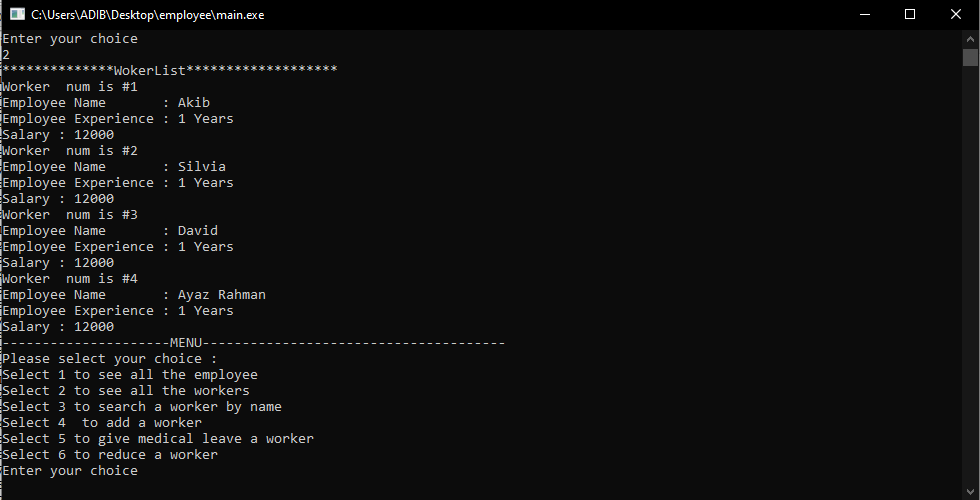 C:\Users\ADIB\Desktop\employee\main.exe
Enter your choice
2
**************WokerList*******************
Worker  num is #1
Employee Name       : Akib
Employee Experience : 1 Years
Salary : 12000
Worker  num is #2
Employee Name       : Silvia
Employee Experience : 1 Years
Salary : 12000
Worker  num is #3
Employee Name       : David
Employee Experience : 1 Years
Salary : 12000
Worker  num is #4
Employee Name       : Ayaz Rahman
Employee Experience : 1 Years
Salary : 12000
---------------------MENU--------------------------------------
Please select your choice :
Select 1 to see all the employee
Select 2 to see all the workers
Select 3 to search a worker by name
Select 4  to add a worker
Select 5 to give medical leave a worker
Select 6 to reduce a worker
Enter your choice